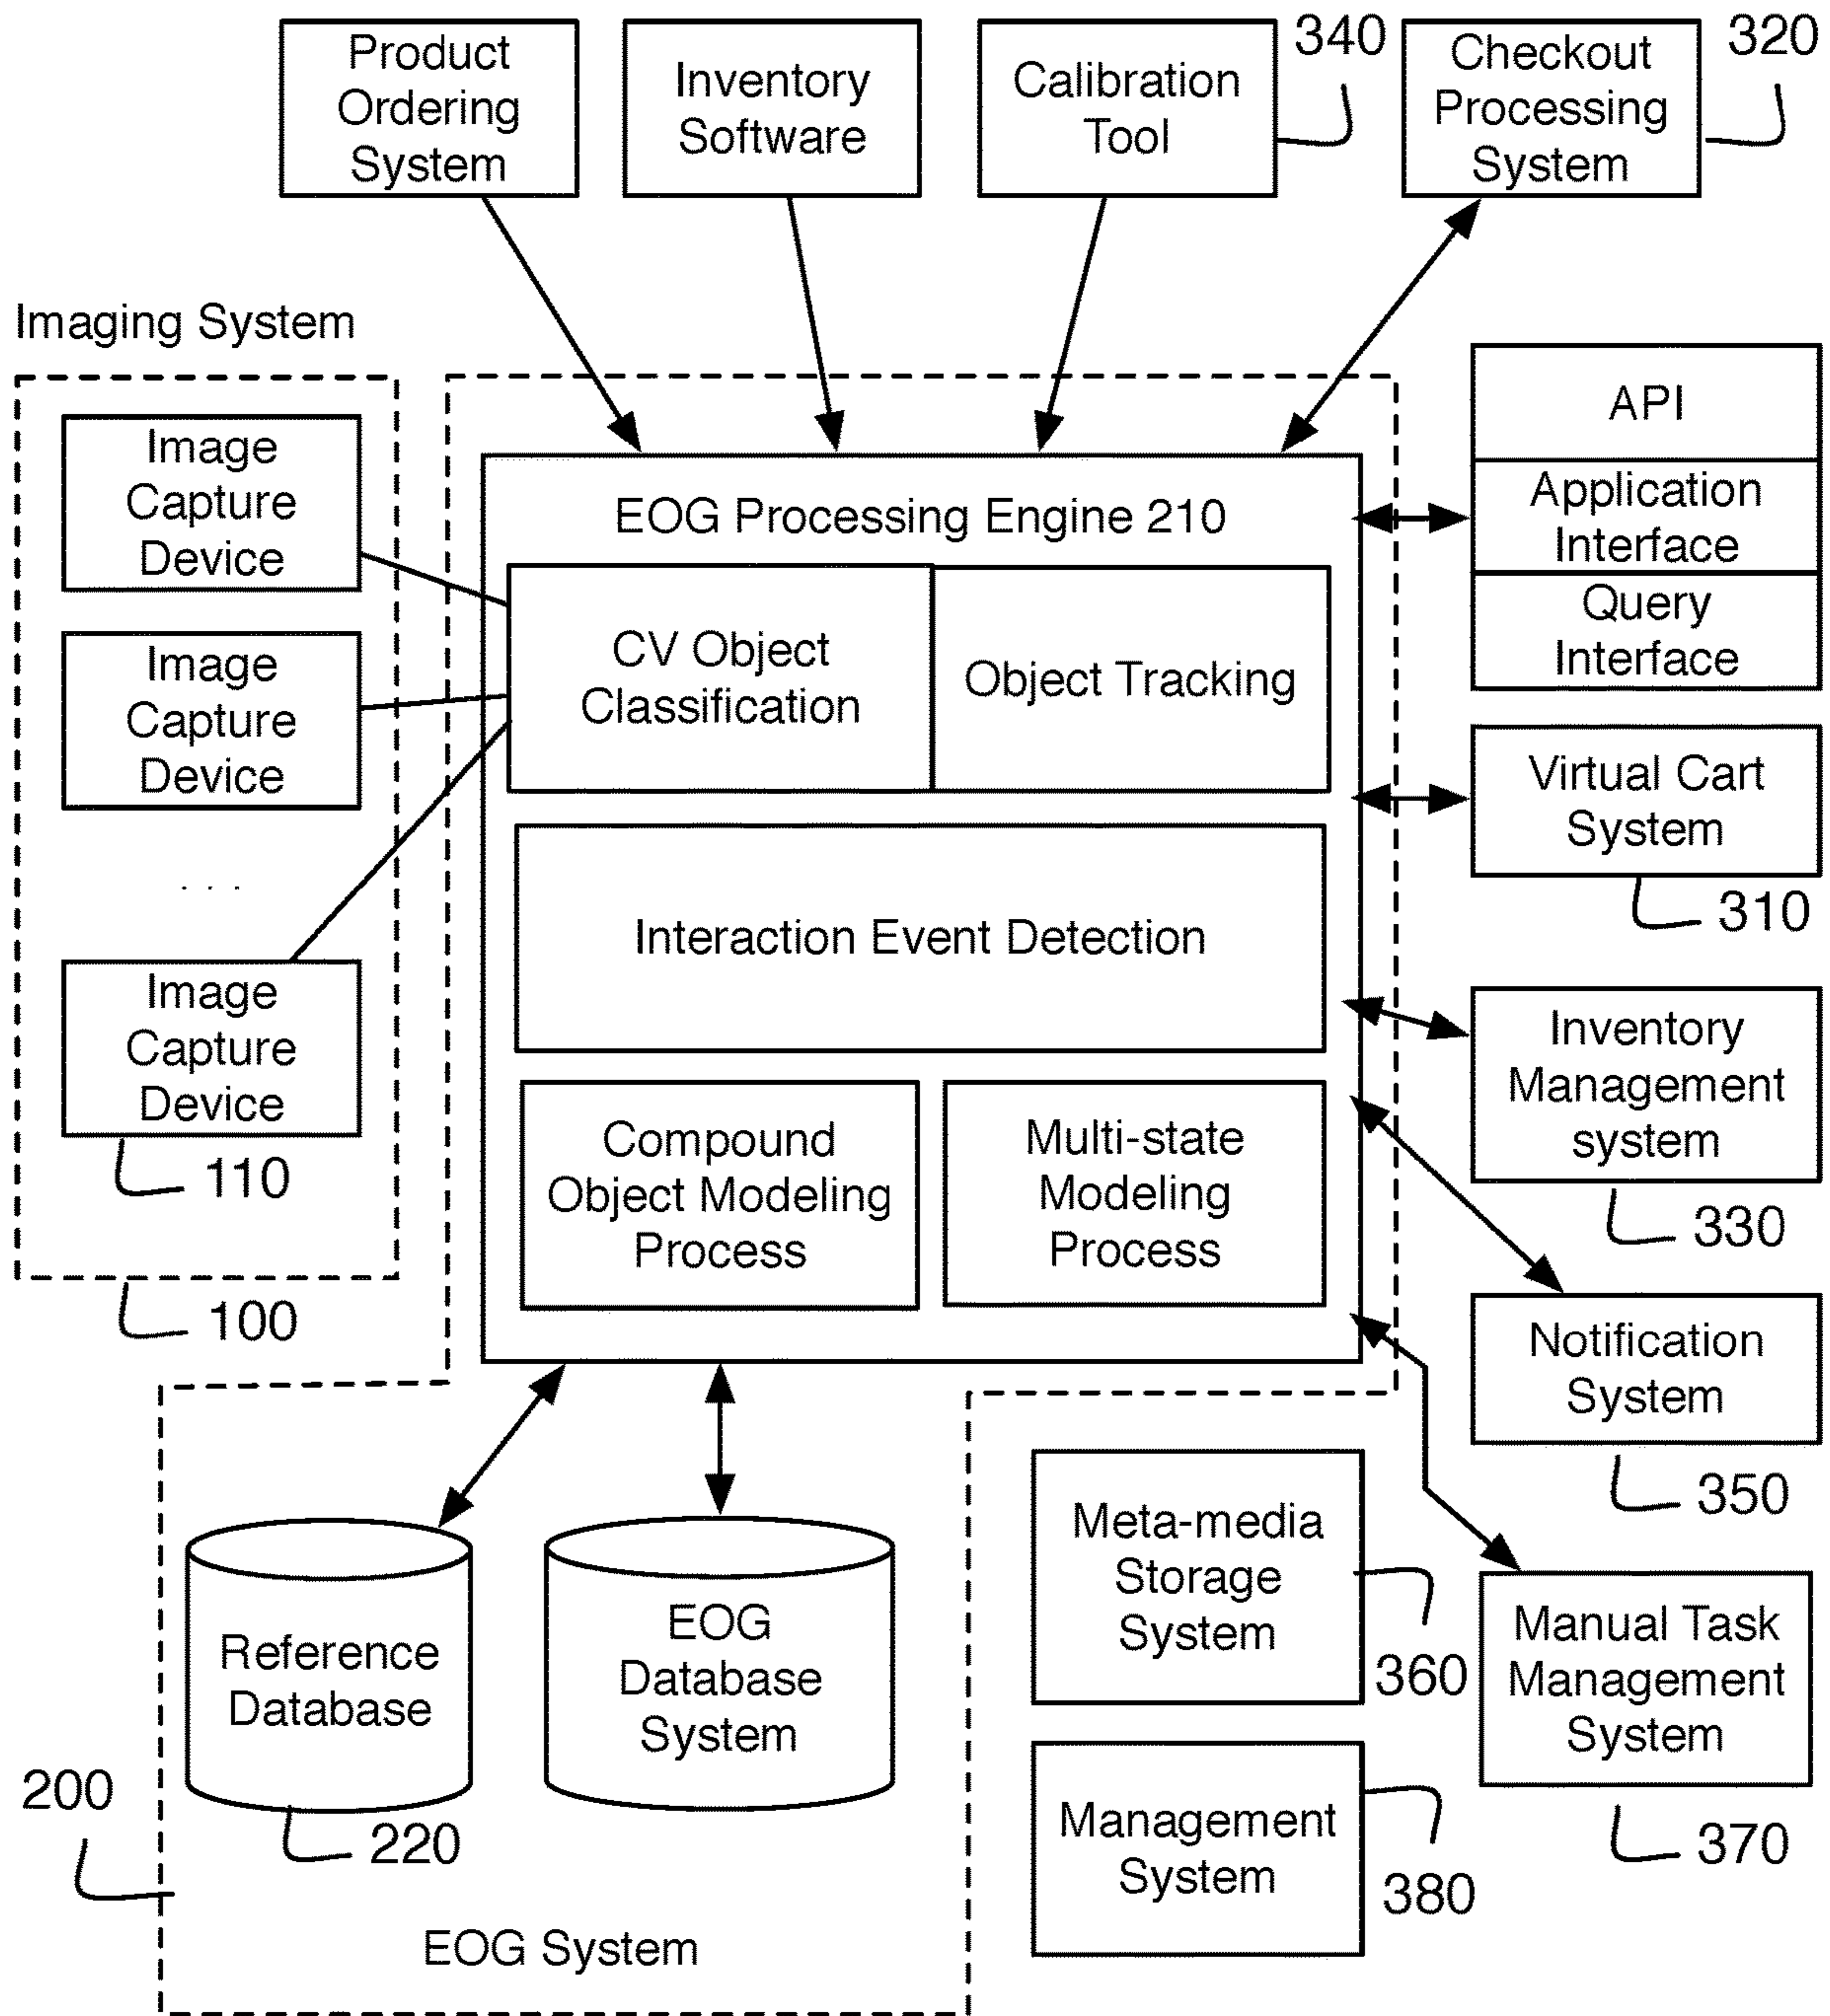 Product
Ordering
System
Inventory
Software
Calibration
Tool
340
Checkout
Processing
System
320
Imaging System
Image
Capture
Device
Image
Capture
Device
. . .
Image
Capture
Device
110
100
EOG Processing Engine 210
CV Object
Classification
Object Tracking
Interaction Event Detection
Compound
Object Modeling
Process
Multi-state
Modeling
Process
API
Application
Interface
Query
Interface
Virtual Cart
System
310
Inventory
Management
system
330
Notification
System
350
Reference
Database
220
EOG
Database
System
200
EOG System
Meta-media
Storage
System
360
Management
System
380
Manual Task
Management
System
370